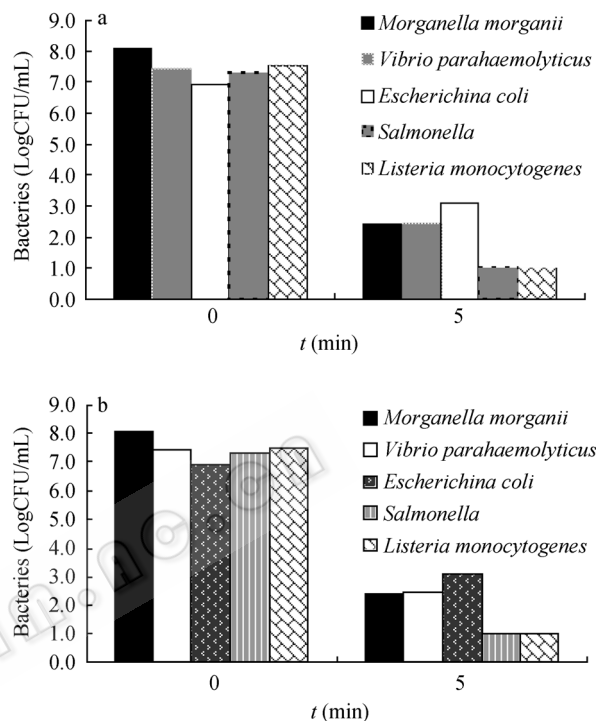 a
Bacteries (LogCFU/mL)
9.0
8.0
7.0
6.0
5.0
4.0
3.0
2.0
1.0
0.0
0
5
t (min)
Morganella morganii
Vibrio parahaemolyticus
Escherichina coli
Salmonella
Listeria monocytogenes
b
Bacteries (LogCFU/mL)
9.0
8.0
7.0
6.0
5.0
4.0
3.0
2.0
1.0
0.0
0
5
t (min)
Morganella morganii
Vibrio parahaemolyticus
Escherichina coli
Salmonella
Listeria monocytogenes